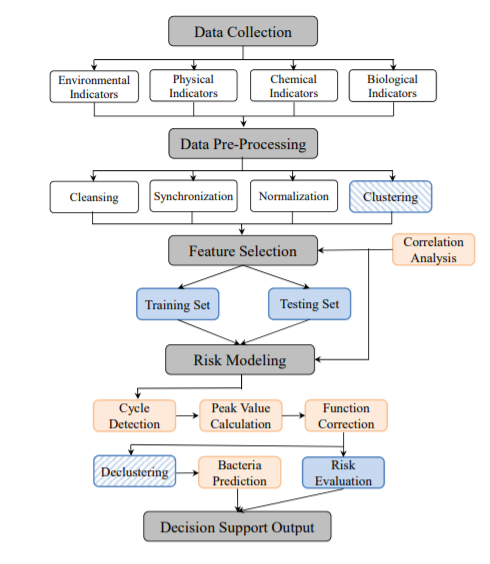 Data Collection
Environmental
Indicators
Physical
Indicators
Chemical
Indicators
Biological
Indicators
Data Pre-Processing
Cleansing
Synchronization
Normalization
Clustering
Feature Selection
Correlation
Analysis
Training Set
Testing Set
Risk Modeling
Cycle
Detection
Peak Value
Calculation
Function
Correction
Declustering
Bacteria
Prediction
Risk
Evaluation
Decision Support Output